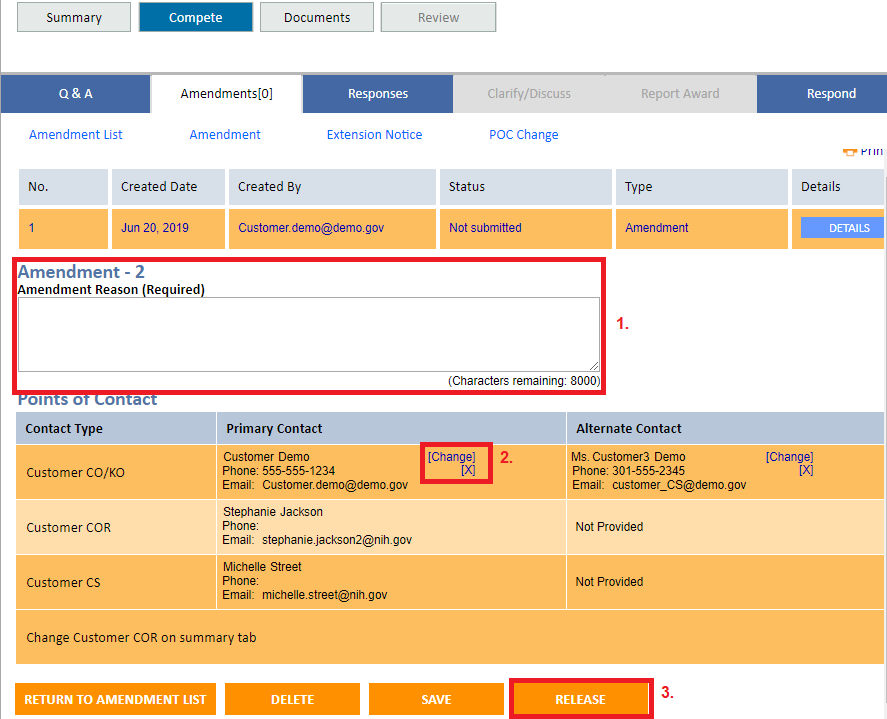 Summary
Compete
Documents
Review
Q & A
Amendments[0]
Responses
Clarify/Discuss
Report Award
Respond
Amendment List
Amendment
Extension Notice
POC Change
Prin
No.
Created Date
Created By
Status
Type
Details
1
Jun 20, 2019
Customer.demo@demo.gov
Not submitted
Amendment
DETAILS
Amendment - 2
Amendment Reason (Required)
1.
(Characters remaining: 8000)
Points of Contact
Contact Type
Primary Contact
Alternate Contact
Customer CO/KO
Customer Demo
[Change]
Phone: 555-555-1234
[X]
Email: Customer.demo@demo.gov
2.
Ms. Customer3 Demo
[Change]
Phone: 301-555-2345
[X]
Email: customer_CS@demo.gov
Customer COR
Stephanie Jackson
Phone:
Email: stephanie.jackson2@nih.gov
Not Provided
Customer CS
Michelle Street
Phone:
Email: michelle.street@nih.gov
Not Provided
Change Customer COR on summary tab
RETURN TO AMENDMENT LIST
DELETE
SAVE
RELEASE
3.